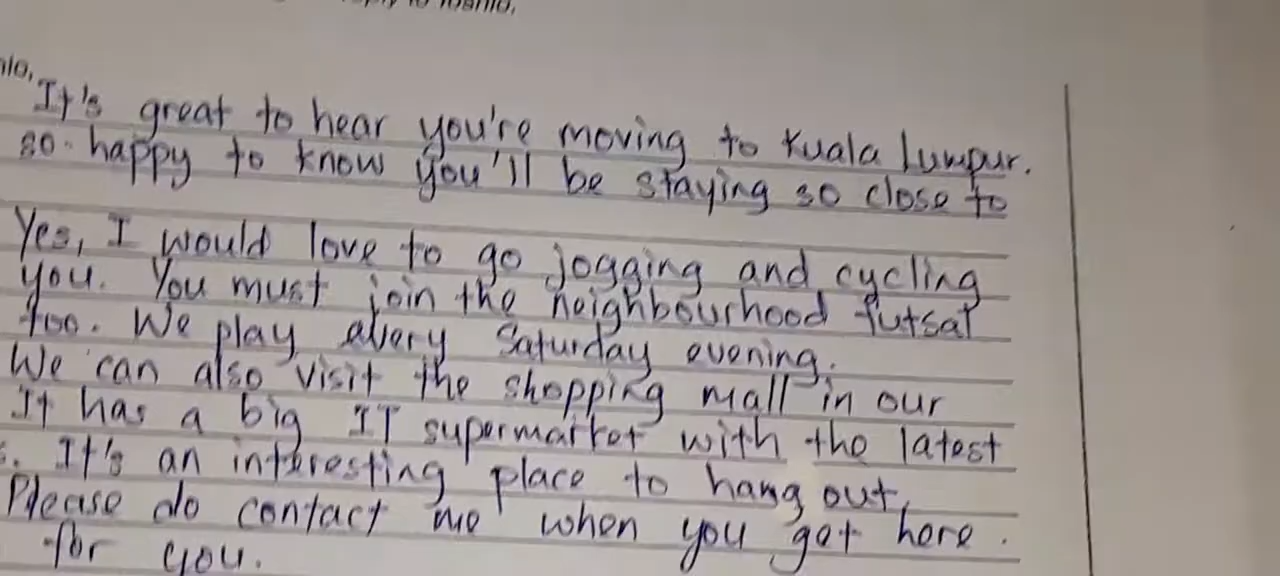 to
It's great to hear you're moving to Kuala lumpur.
so happy to know you'll be staying so close to
Yes, I would love to go jogging and cycling
you. You must join the neighbourhood futsal
too. We play every Saturday evening.
We can also visit the shopping mall in our
It has a big IT supermarket with the latest
s. It's an interesting place to hang out,
Please do contact me when you get here.
for you.